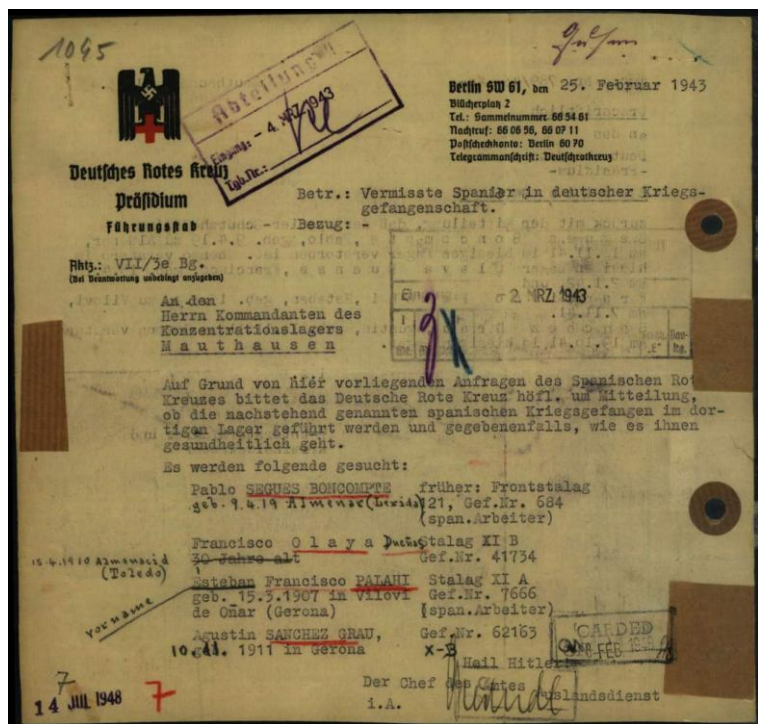 1095
Abteilung
Eingang: - 4. MRZ. 1943
Tgb.Nr.:
Berlin SW 61, den 25. Februar 1943
Blücherplatz 2
Tel.: Sammelnummer 66 54 61
Nachtruf: 66 06 56, 66 07 11
Postscheckkonto: Berlin 60 70
Telegrammanschrift: Deutschrotkreuz
Deutsches Rotes Kreuz
Präsidium
Führungsstab
Betr.: Vermisste Spanier in deutscher Kriegs-
gefangenschaft.
Bezug: -
Aktz.: VII/3e Bg.
(Bei Beantwortung unbedingt anzugeben)
2. MRZ. 1943
An den
Herrn Kommandanten des
Konzentrationslagers
Mauthausen
Auf Grund von hier vorliegenden Anfragen des Spanischen Rot
Kreuzes bittet das Deutsche Rote Kreuz höfl. um Mitteilung,
ob die nachstehend genannten spanischen Kriegsgefangen im dor-
tigen Lager geführt werden und gegebenenfalls, wie es ihnen
gesundheitlich geht.
Es werden folgende gesucht:
Pablo SEGUES BONCOMPTE früher: Frontstalag
geb. 9.4.19 Almenar (Lerida) 121, Gef.Nr. 684
(span.Arbeiter)
Francisco Olaya Dueñas Stalag XI B
30 Jahre alt Gef.Nr. 41734
15.4.1910 Almonacid
(Toledo)
Esteban Francisco PALAHI Stalag XI A
geb. 15.3.1907 in Vilovi Gef.Nr. 7666
de Oñar (Gerona) (span.Arbeiter)
Vorname
Agustin SANCHEZ GRAU, Gef.Nr. 62163
10.11. 1911 in Gerona X-B
CARDED
FEB 1948
Heil Hitler!
Der Chef des Amtes Auslandsdienst
i.A.
7
14 JUL 1948 7